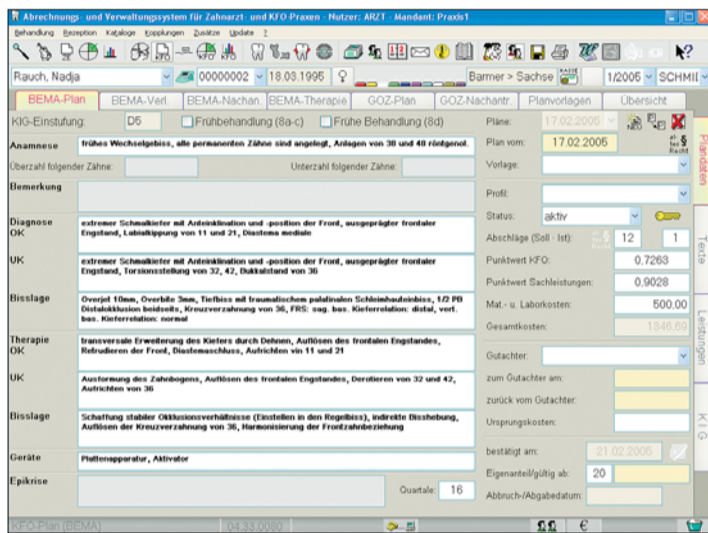 Abrechnungs- und Verwaltungssystem für Zahnarzt- und KFO-Praxen - Nutzer: ARZT - Mandant: Praxis1
Behandlung Rezeption Kataloge Kopplungen Zusätze Update ?
Rauch, Nadja 00000002 18.03.1995 Barmer > Sachse KASSE 1/2005 SCHMI
BEMA-Plan BEMA-Verl. BEMA-Nachan. BEMA-Therapie GOZ-Plan GOZ-Nachantr. Planvorlagen Übersicht
KIG-Einstufung: D5 Frühbehandlung (8a-c) Frühe Behandlung (8d) Pläne: 17.02.2005
Anamnese frühes Wechselgebiss, alle permanenten Zähne sind angelegt, Anlagen von 38 und 48 röntgenol. Plan vom: 17.02.2005
Überzahl folgender Zähne: Unterzahl folgender Zähne: Vorlage:
Bemerkung
Profil:
Status: aktiv
Diagnose
OK
extremer Schmalkiefer mit Anteinklination und -position der Front, ausgeprägter frontaler
Engstand, Labialkippung von 11 und 21, Diastema mediale
Abschläge (Soll - Ist): 12 1
UK
extremer Schmalkiefer mit Anteinklination und -position der Front, ausgeprägter frontaler
Engstand, Torsionsstellung von 32, 42, Bukkalstand von 36
Punktwert KFO: 0.7263
Punktwert Sachleistungen: 0.9028
Bisslage
Overjet 10mm, Overbite 3mm, Tiefbiss mit traumatischem palatinalen Schleimhauteinbiss, 1/2 PB
Distalokklusion beidseits, Kreuzverzahnung von 36, FRS: sag. bas. Kieferrelation: distal, vert.
bas. Kieferrelation: normal
Mat.- u. Laborkosten: 500,00
Gesamtkosten: 1846,69
Therapie
OK
transversale Erweiterung des Kiefers durch Dehnen, Auflösen des frontalen Engstandes,
Retrudieren der Front, Diastemaschluss, Aufrichten vin 11 und 21
Gutachter:
UK
Ausformung des Zahnbogens, Auflösen des frontalen Engstandes, Derotieren von 32 und 42,
Aufrichten von 36
zum Gutachter am:
zurück vom Gutachter:
Bisslage
Schaffung stabiler Okklusionsverhältnisse (Einstellen in den Regelbiss), indirekte Bisshebung,
Auflösen der Kreuzverzahnung von 36, Harmonisierung der Frontzahnbeziehung
Ursprungskosten:
bestätigt am: 21.02.2005
Geräte Plattenapparatur, Aktivator
Eigenanteil/gültig ab: 20
Epikrise Quartale: 16 Abbruch-/Abgabedatum:
Plandaten
Texte
Leistungen
KIG
KFO-Plan (BEMA) 04.33.0080 €